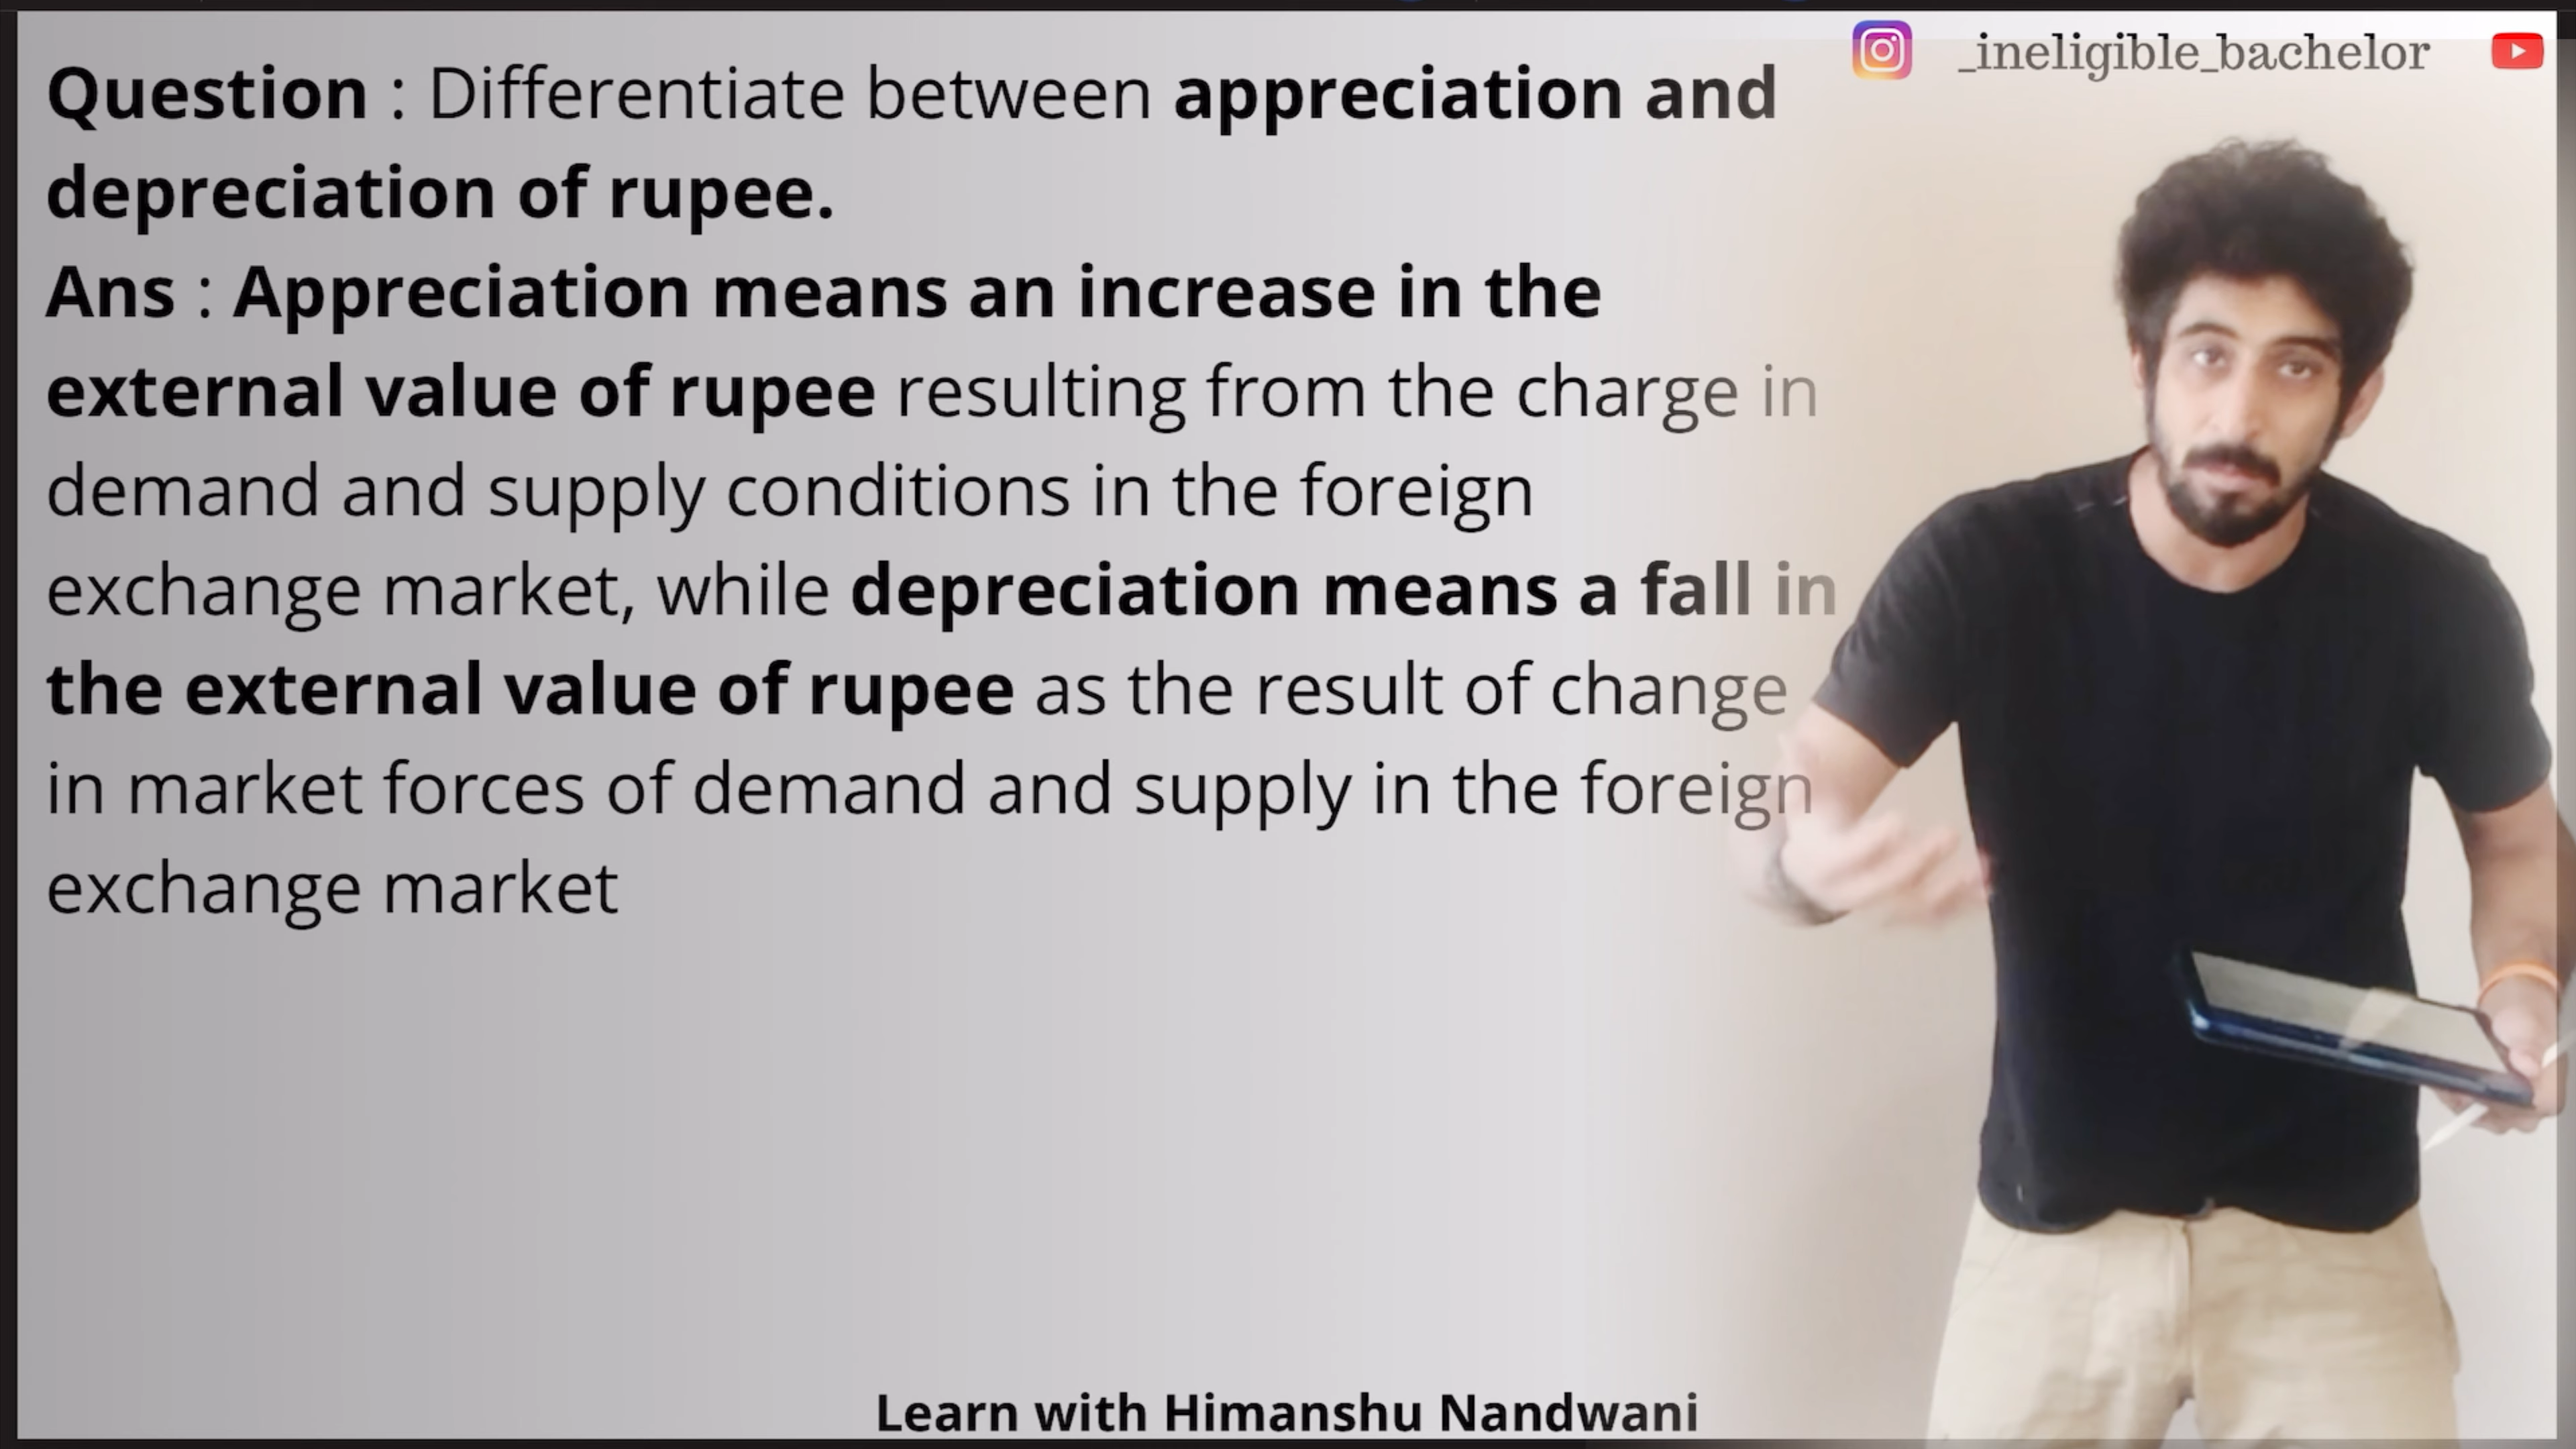 _ineligible_bachelor
Question : Differentiate between appreciation and
depreciation of rupee.
Ans : Appreciation means an increase in the
external value of rupee resulting from the charge in
demand and supply conditions in the foreign
exchange market, while depreciation means a fall in
the external value of rupee as the result of change
in market forces of demand and supply in the foreign
exchange market
Learn with Himanshu Nandwani